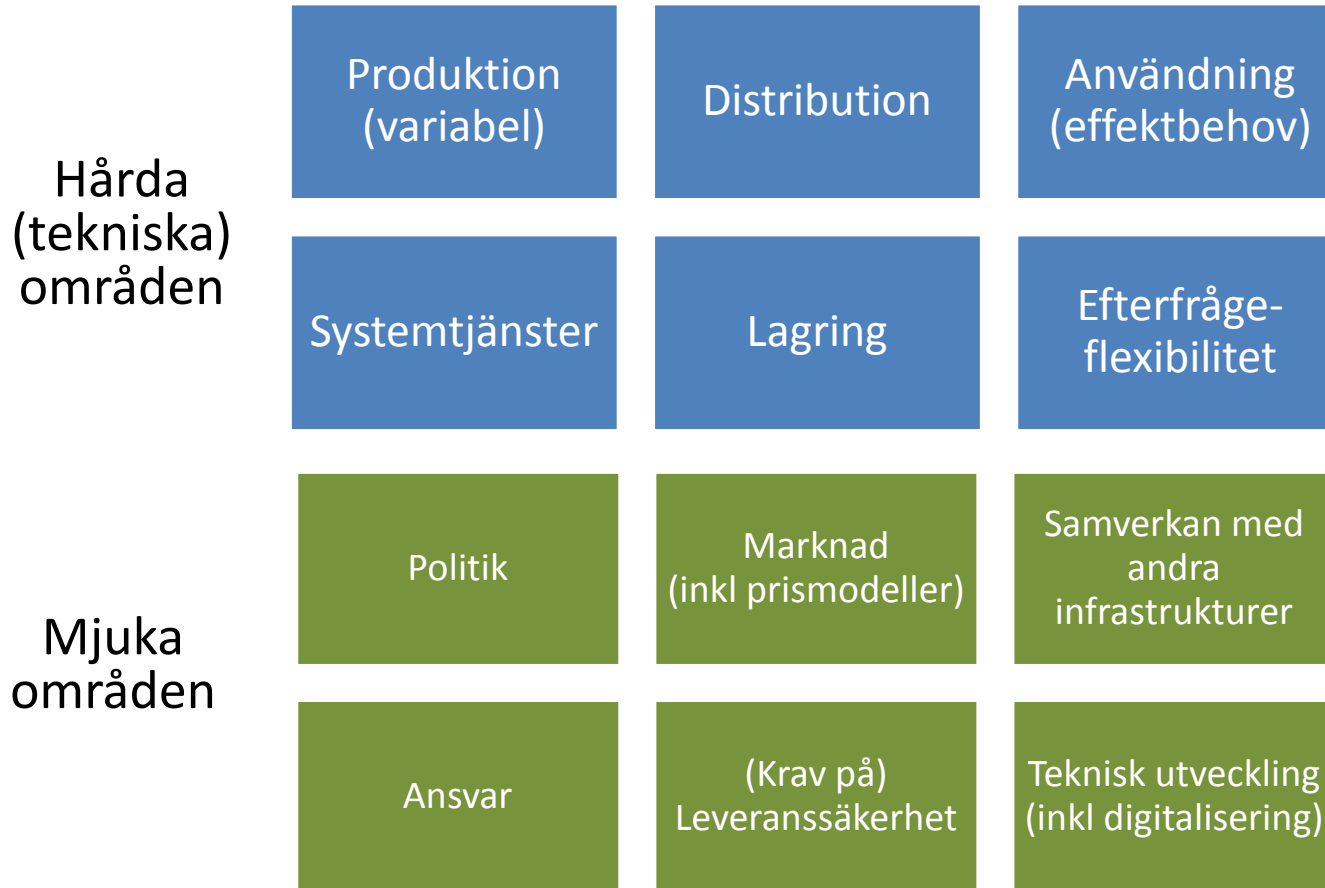 Hårda
(tekniska)
områden
Produktion
(variabel)
Distribution
Användning
(effektbehov)
Systemtjänster
Lagring
Efterfråge-
flexibilitet
Mjuka
områden
Politik
Marknad
(inkl prismodeller)
Samverkan med
andra
infrastrukturer
Ansvar
(Krav på)
Leveranssäkerhet
Teknisk utveckling
(inkl digitalisering)